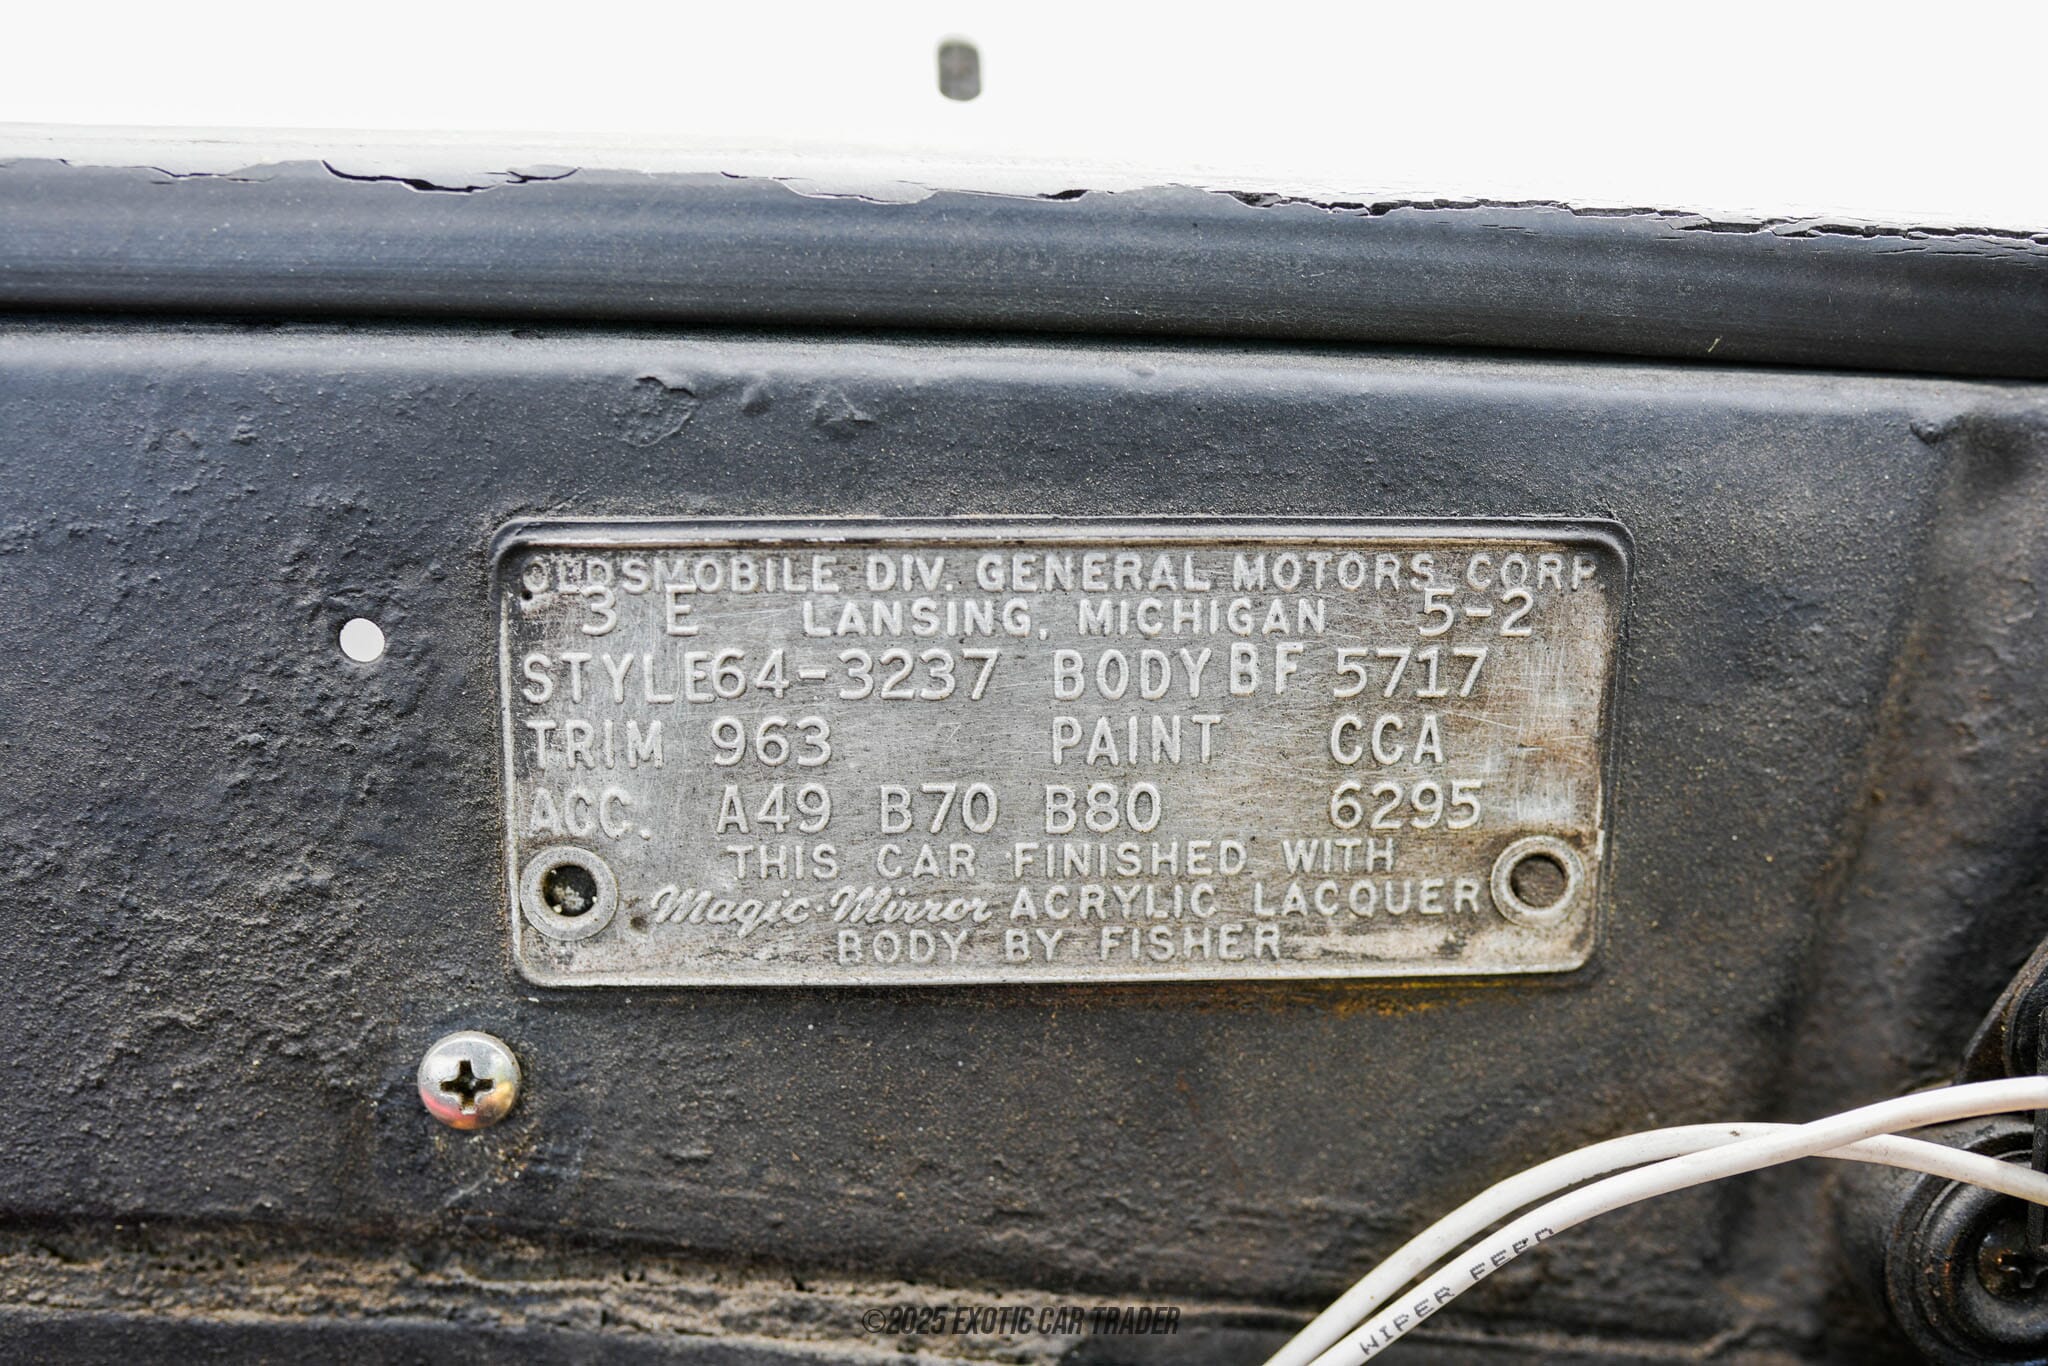 OLDSMOBILE DIV. GENERAL MOTORS CORP
3 E LANSING, MICHIGAN 5-2
STYLE 64-3237 BODY BF 5717
TRIM 963 PAINT CCA
ACC. A49 B70 B80 6295
THIS CAR FINISHED WITH
Magic-Mirror ACRYLIC LACQUER
BODY BY FISHER
WIPER FEED
©2025 EXOTIC CAR TRADER